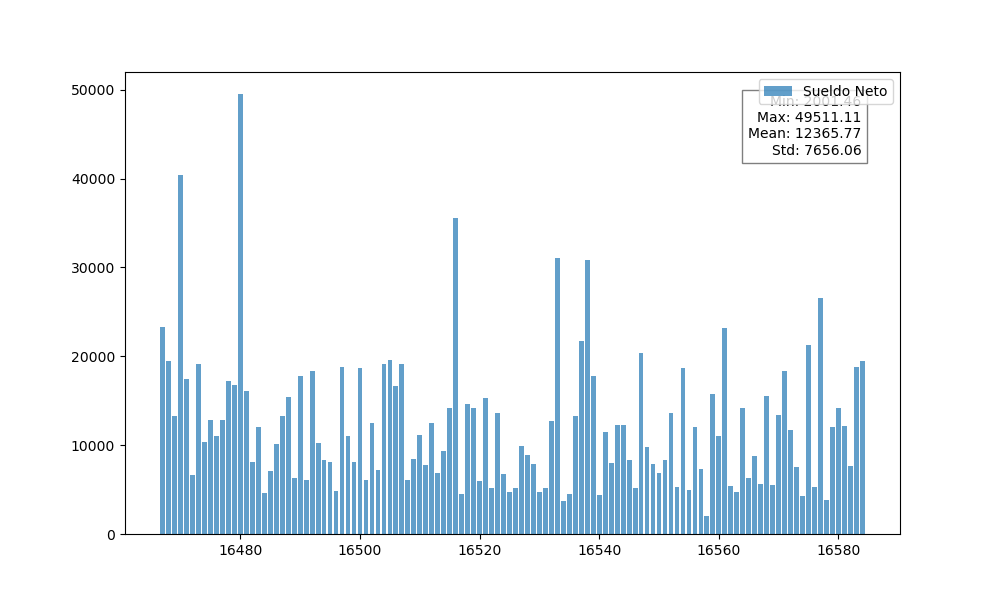 50000
40000
30000
20000
10000
0
16480
16500
16520
16540
16560
16580
Sueldo Neto
Min: 2001.46
Max: 49511.11
Mean: 12365.77
Std: 7656.06